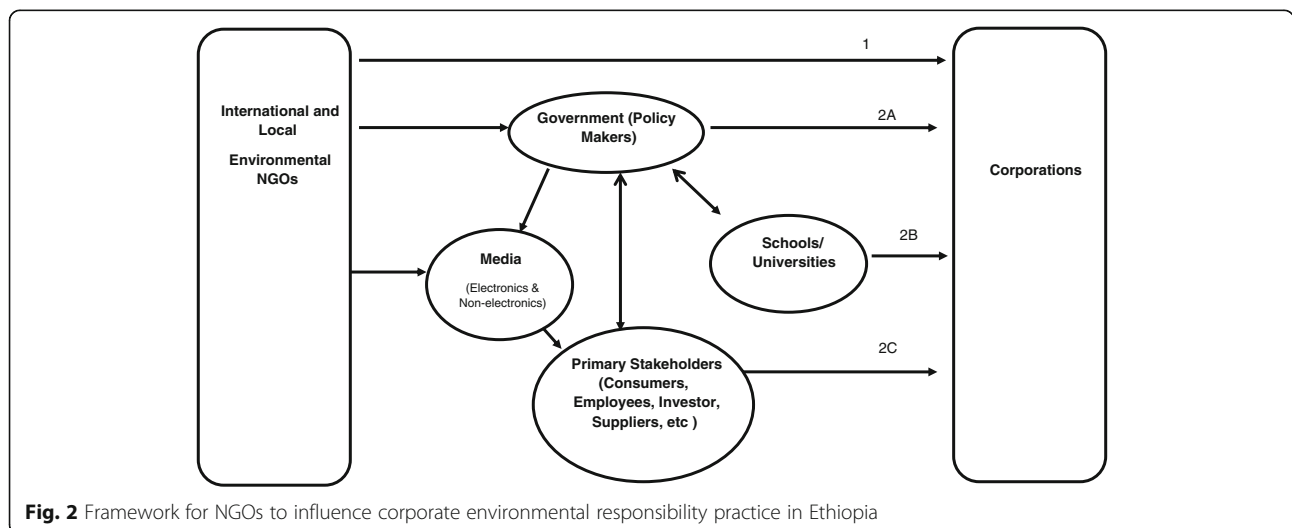 International and Local
Environmental
NGOs
1
Government (Policy
Makers)
2A
Corporations
Media
(Electronics &
Non-electronics)
Schools/
Universities
2B
Primary Stakeholders
(Consumers,
Employees, Investor,
Suppliers, etc )
2C
Fig. 2 Framework for NGOs to influence corporate environmental responsibility practice in Ethiopia